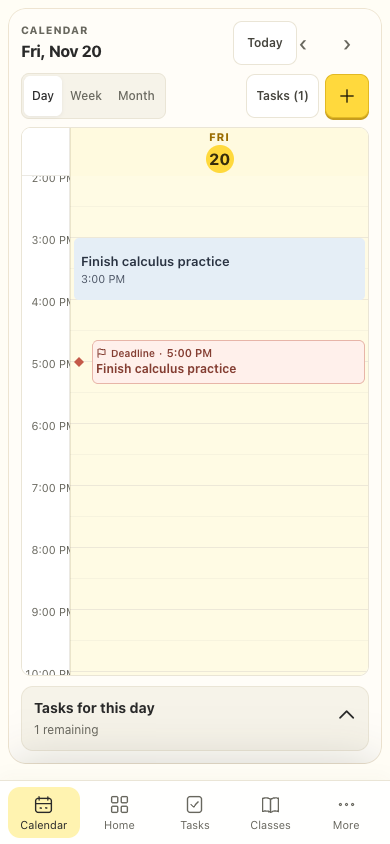 CALENDAR
Fri, Nov 20
Today
Day Week Month
Tasks (1)
FRI
20
2:00 PM
3:00 PM
Finish calculus practice
3:00 PM
4:00 PM
Deadline · 5:00 PM
5:00 PM
Finish calculus practice
6:00 PM
7:00 PM
8:00 PM
9:00 PM
10:00 PM
Tasks for this day
1 remaining
Calendar Home Tasks Classes More